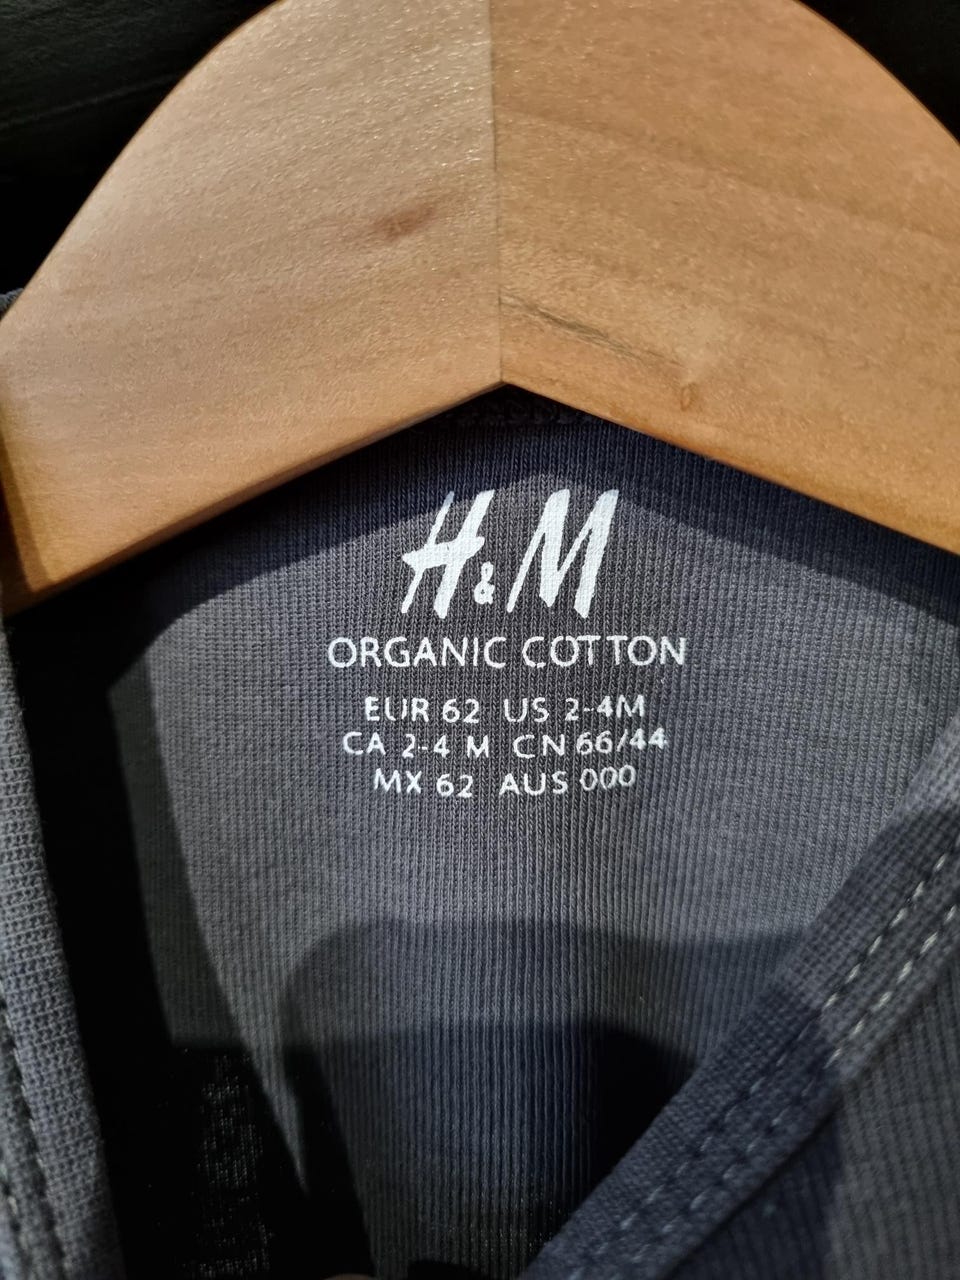 H&M
ORGANIC COTTON
EUR 62 US 2-4M
CA 2-4 M CN 66/44
MX 62 AUS 000